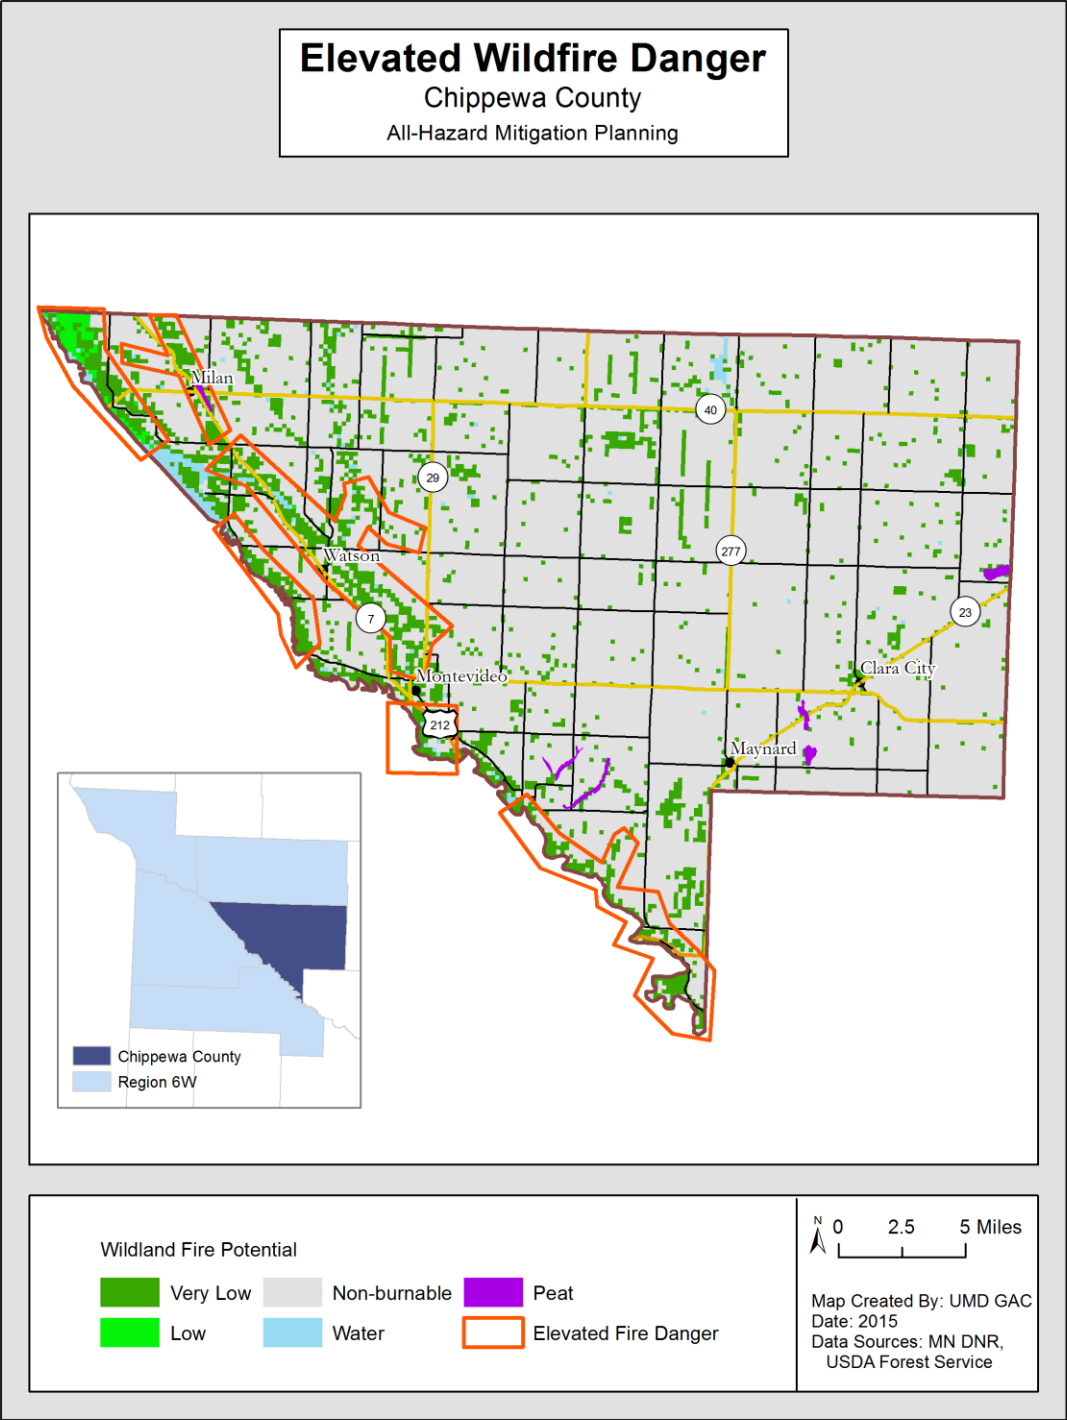 Elevated Wildfire Danger
Chippewa County
All-Hazard Mitigation Planning
Milan
40
29
277
Watson
7
23
Clara City
Montevideo
212
Maynard
Chippewa County
Region 6W
Wildland Fire Potential
Very Low
Non-burnable
Peat
Low
Water
Elevated Fire Danger
N
0 2.5 5 Miles
Map Created By: UMD GAC
Date: 2015
Data Sources: MN DNR,
USDA Forest Service